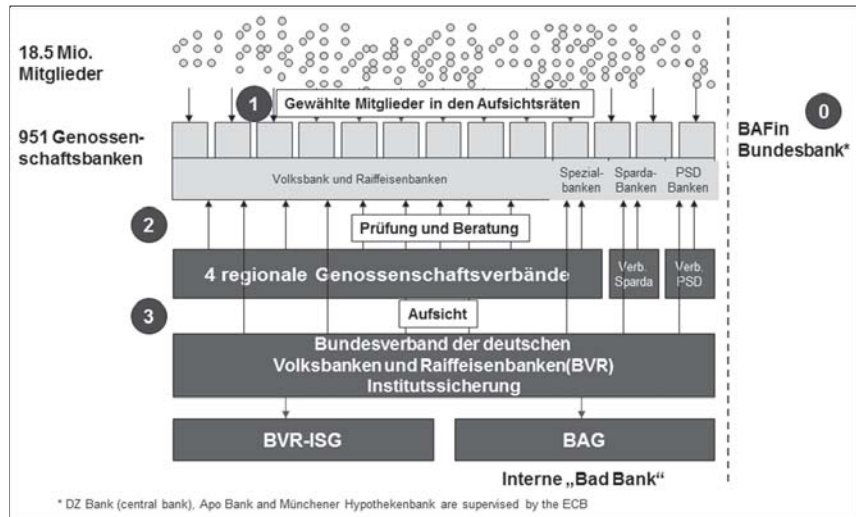 18.5 Mio.
Mitglieder
1
Gewählte Mitglieder in den Aufsichtsräten
0
951 Genossen-
schaftsbanken
BAFin
Bundesbank*
Volksbank und Raiffeisenbanken
Spezial-
banken
Sparda-
Banken
PSD
Banken
2
Prüfung und Beratung
4 regionale Genossenschaftsverbände
Verb.
Sparda
Verb.
PSD
3
Aufsicht
Bundesverband der deutschen
Volksbanken und Raiffeisenbanken(BVR)
Institutssicherung
BVR-ISG
BAG
Interne „Bad Bank“
* DZ Bank (central bank), Apo Bank and Münchener Hypothekenbank are supervised by the ECB